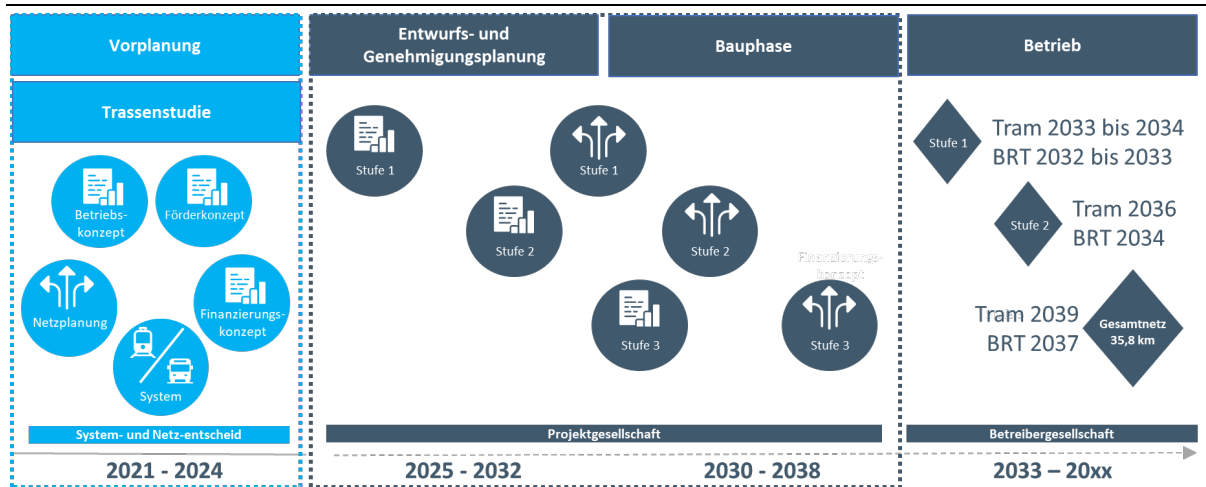 Vorplanung
Entwurfs- und
Genehmigungsplanung
Bauphase
Betrieb
Trassenstudie
Betriebs-
konzept
Förderkonzept
Netzplanung
Finanzierungs-
konzept
System
Stufe 1
Stufe 2
Stufe 3
Stufe 1
Stufe 2
Finanzierungs-
konzept
Stufe 3
Stufe 1
Tram 2033 bis 2034
BRT 2032 bis 2033
Stufe 2
Tram 2036
BRT 2034
Tram 2039
BRT 2037
Gesamtnetz
35,8 km
System- und Netz-entscheid
Projektgesellschaft
Betreibergesellschaft
2021 - 2024
2025 - 2032
2030 - 2038
2033 – 20xx